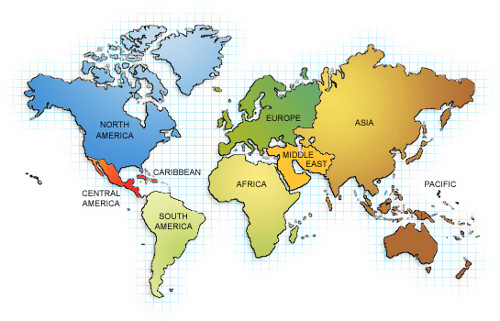 NORTH
AMERICA
EUROPE
ASIA
MIDDLE
EAST
CARIBBEAN
CENTRAL
AMERICA
AFRICA
PACIFIC
SOUTH
AMERICA